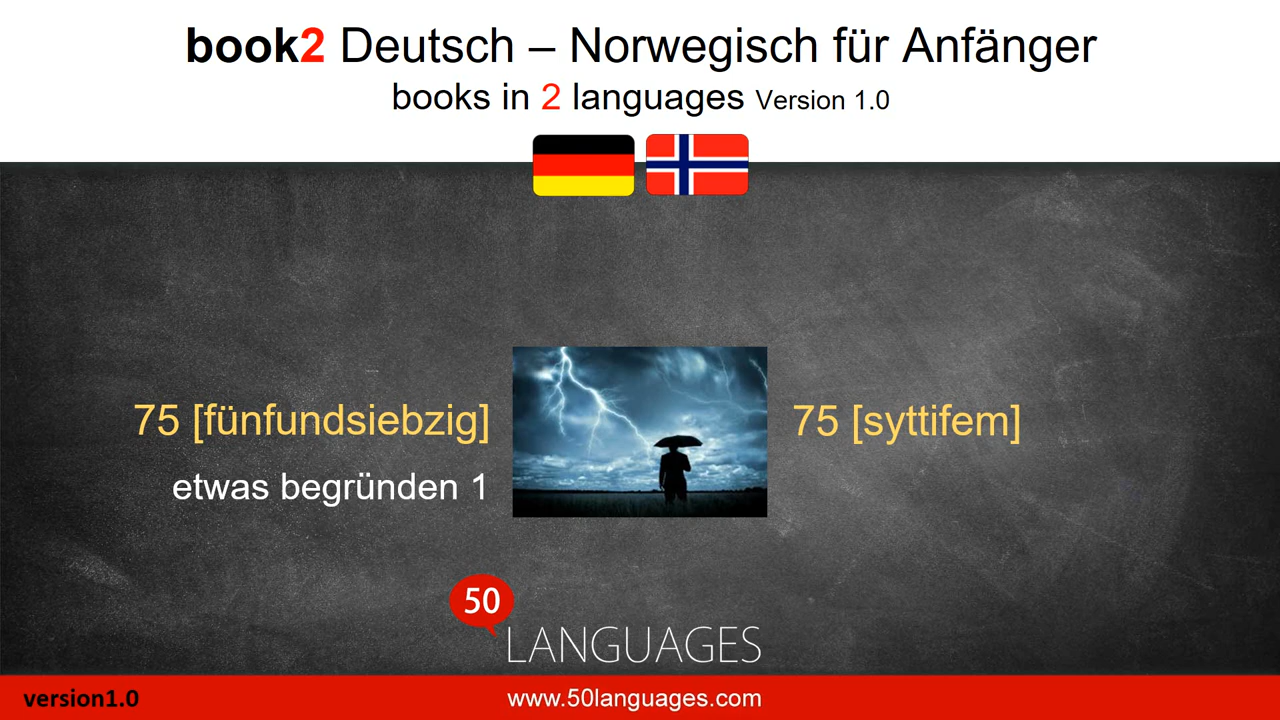 book2 Deutsch – Norwegisch für Anfänger
books in 2 languages Version 1.0
75 [fünfundsiebzig]
etwas begründen 1
75 [syttifem]
50
LANGUAGES
version1.0
www.50languages.com